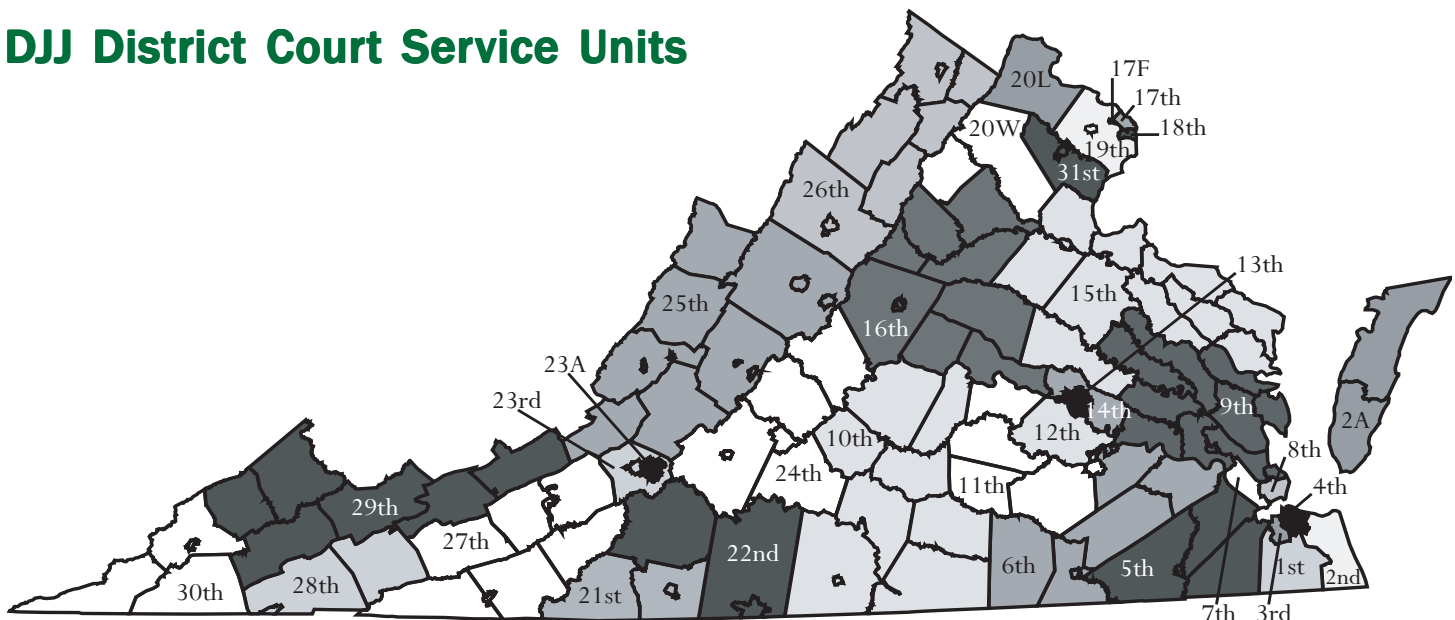 DJJ District Court Service Units
17F
20L
17th
20W
18th
19th
31st
26th
13th
15th
25th
16th
23A
23rd
9th
14th
2A
12th
10th
8th
24th
11th
4th
29th
27th
22nd
6th
5th
1st
2nd
28th
30th
21st
7th
3rd